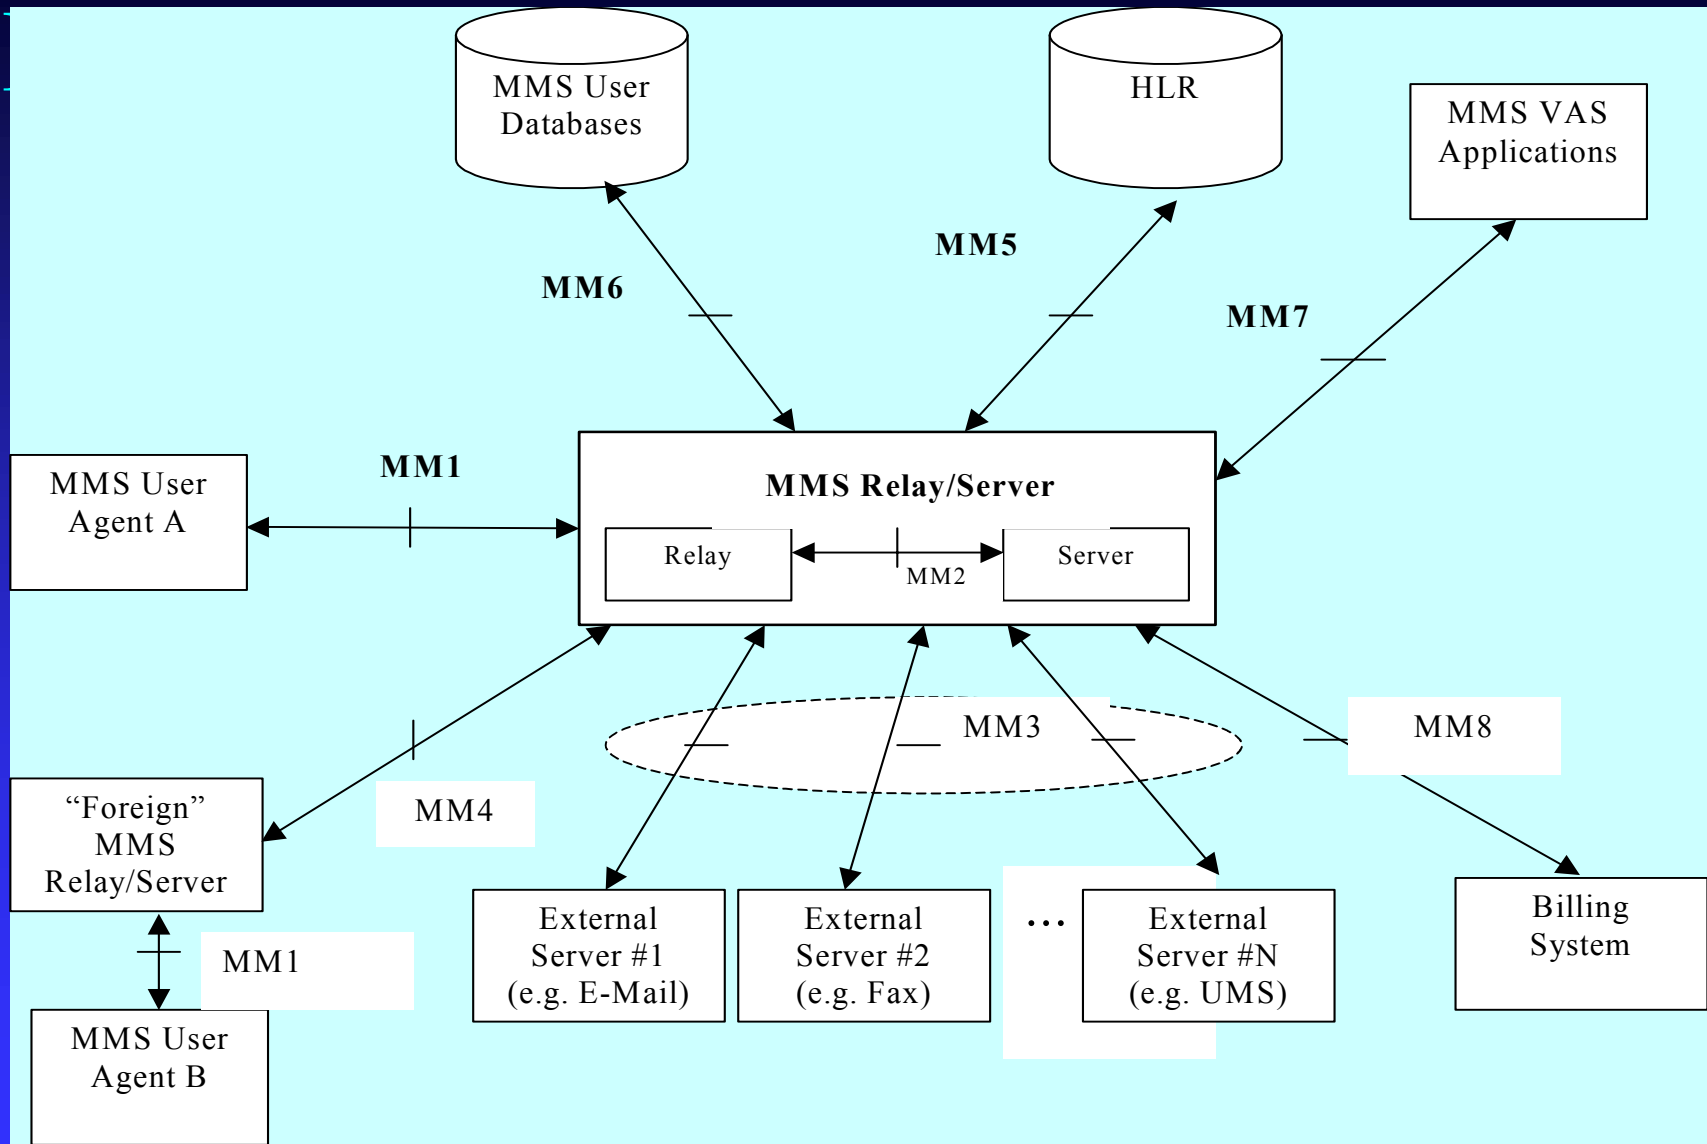 MMS User
Databases
HLR
MMS VAS
Applications
MM5
MM6
MM7
MM1
MMS User
Agent A
MMS Relay/Server
Relay
MM2
Server
MM3
MM8
MM4
“Foreign”
MMS
Relay/Server
MM1
MMS User
Agent B
External
Server #1
(e.g. E-Mail)
External
Server #2
(e.g. Fax)
...
External
Server #N
(e.g. UMS)
Billing
System